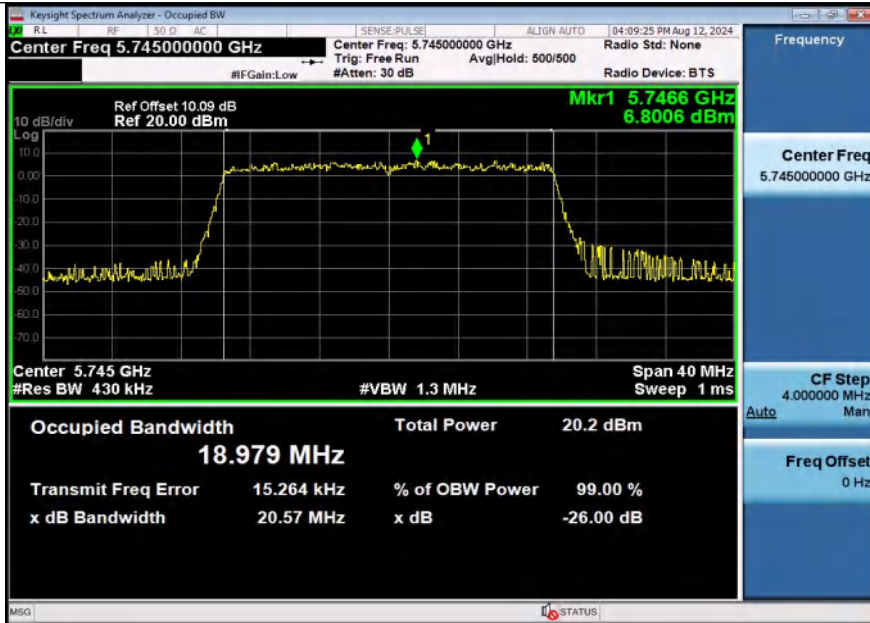 Keysight Spectrum Analyzer - Occupied BW
RL RF 50 Ω AC SENSE:PULSE ALIGN AUTO 04:09:25 PM Aug 12, 2024
Center Freq 5.745000000 GHz
Center Freq: 5.745000000 GHz Radio Std: None
Trig: Free Run Avg|Hold: 500/500
#IFGain:Low #Atten: 30 dB Radio Device: BTS
Frequency
Ref Offset 10.09 dB
10 dB/div Ref 20.00 dBm
Mkr1 5.7466 GHz
6.8006 dBm
Log
10.0
0.00
-10.0
-20.0
-30.0
-40.0
-50.0
-60.0
-70.0
1
Center 5.745 GHz Span 40 MHz
#Res BW 430 kHz #VBW 1.3 MHz Sweep 1 ms
Occupied Bandwidth Total Power 20.2 dBm
18.979 MHz
Transmit Freq Error 15.264 kHz % of OBW Power 99.00 %
x dB Bandwidth 20.57 MHz x dB -26.00 dB
Center Freq
5.745000000 GHz
CF Step
4.000000 MHz
Auto Man
Freq Offset
0 Hz
MSG STATUS